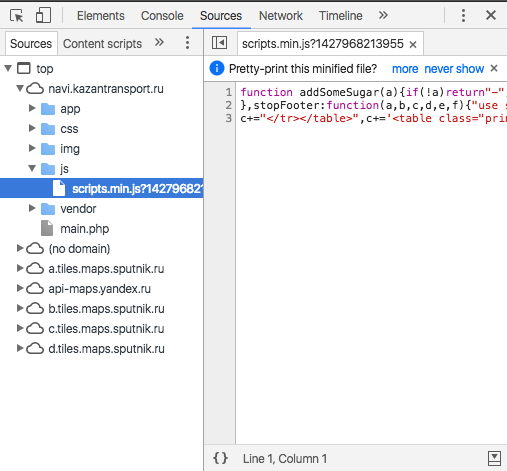 Elements Console Sources Network Timeline »
Sources Content scripts »
scripts.min.js?1427968213955 ×
top
navi.kazantransport.ru
app
css
img
js
scripts.min.js?14279682
vendor
main.php
(no domain)
a.tiles.maps.sputnik.ru
api-maps.yandex.ru
b.tiles.maps.sputnik.ru
c.tiles.maps.sputnik.ru
d.tiles.maps.sputnik.ru
Pretty-print this minified file? more never show ×
1 function addSomeSugar(a){if(!a)return"–"
2 },stopFooter:function(a,b,c,d,e,f){"use s
3 c+="</tr></table>",c+='<table class="prin
{} Line 1, Column 1